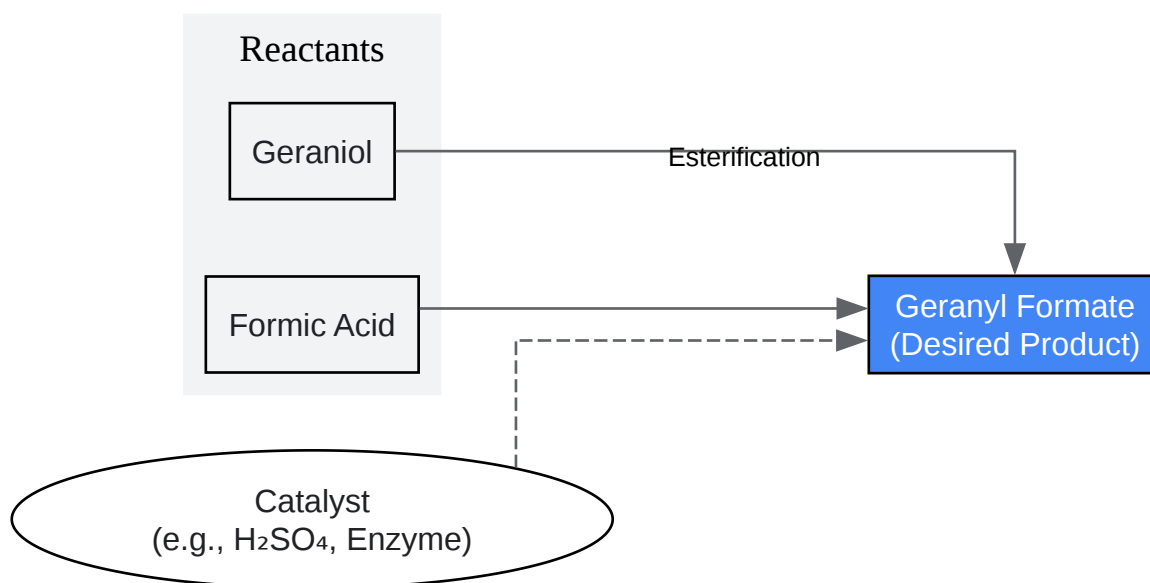 Reactants
Geraniol
Esterification
Formic Acid
Geranyl Formate
(Desired Product)
Catalyst
(e.g., H₂SO₄, Enzyme)